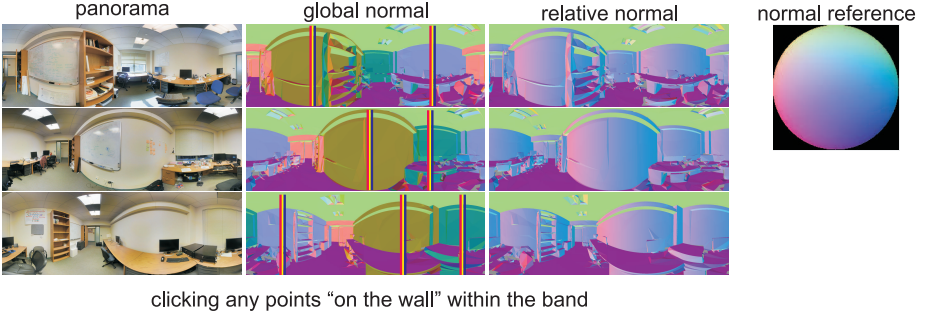 panorama
global normal
relative normal
normal reference
clicking any points “on the wall” within the band